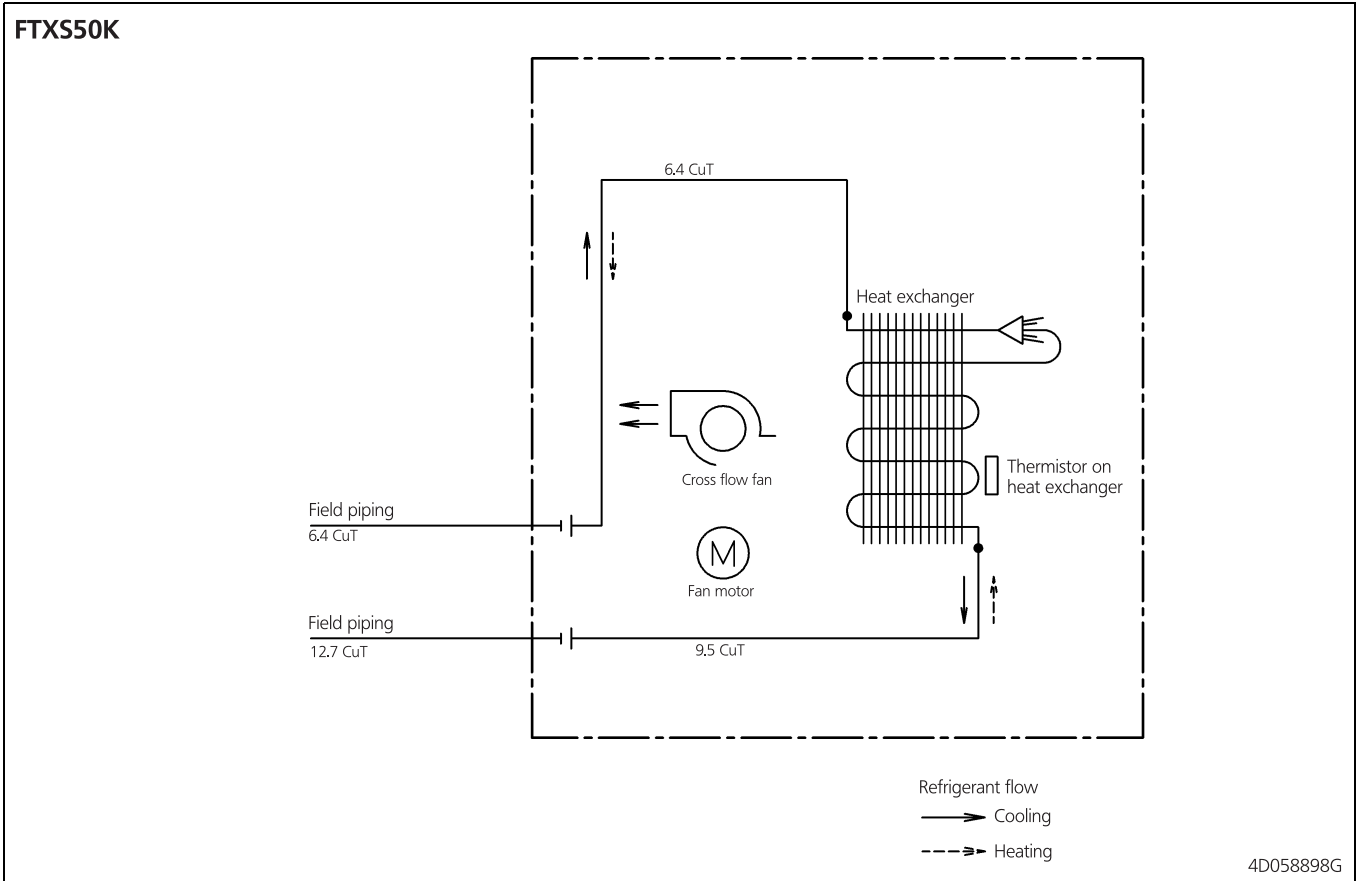 FTXS50K
6.4 CuT
Heat exchanger
Thermistor on
heat exchanger
Cross flow fan
Field piping
6.4 CuT
M
Fan motor
Field piping
12.7 CuT
9.5 CuT
Refrigerant flow
Cooling
Heating
4D058898G